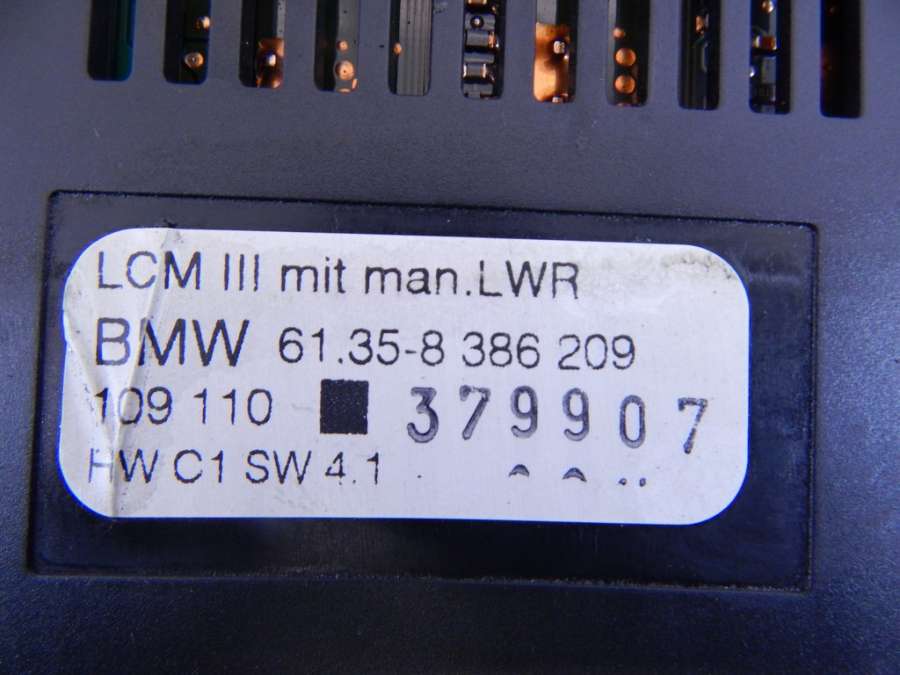 LCM III mit man.LWR
BMW 61.35-8 386 209
109 110 379907
HW C1 SW 4.1